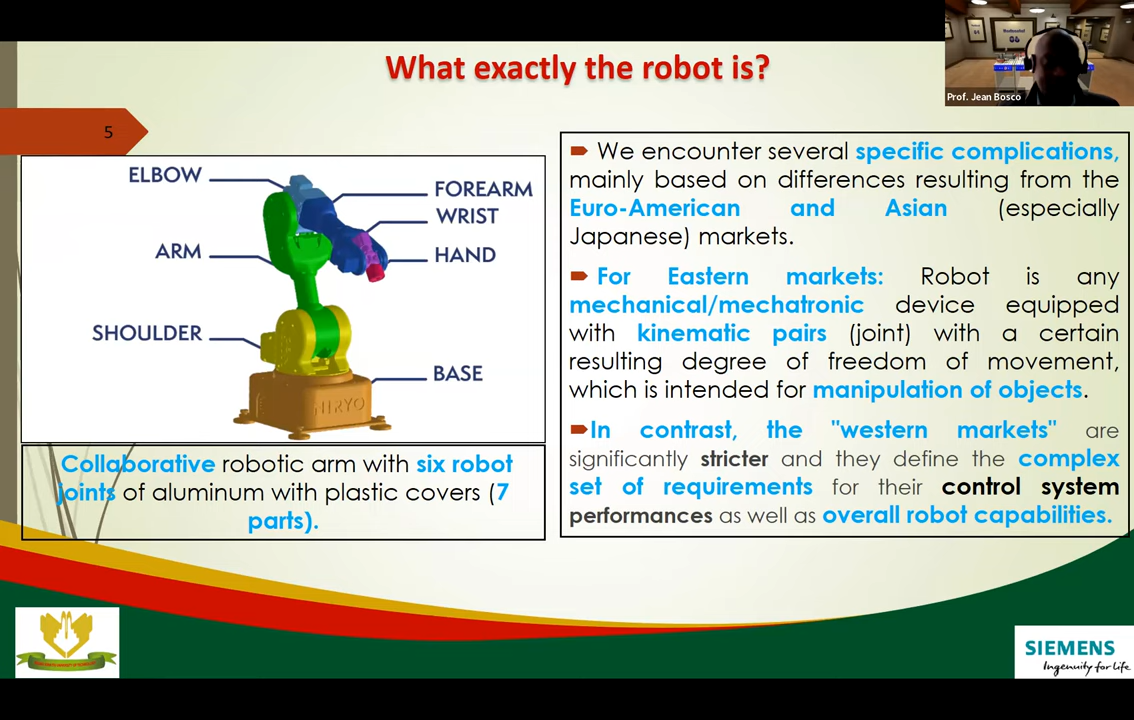 What exactly the robot is?
Prof. Jean Bosco
5
ELBOW
FOREARM
WRIST
ARM
HAND
SHOULDER
BASE
NIRYO
Collaborative robotic arm with six robot
joints of aluminum with plastic covers (7
parts).
We encounter several specific complications,
mainly based on differences resulting from the
Euro-American and Asian (especially
Japanese) markets.
For Eastern markets: Robot is any
mechanical/mechatronic device equipped
with kinematic pairs (joint) with a certain
resulting degree of freedom of movement,
which is intended for manipulation of objects.
In contrast, the "western markets" are
significantly stricter and they define the complex
set of requirements for their control system
performances as well as overall robot capabilities.
SIEMENS
Ingenuity for life